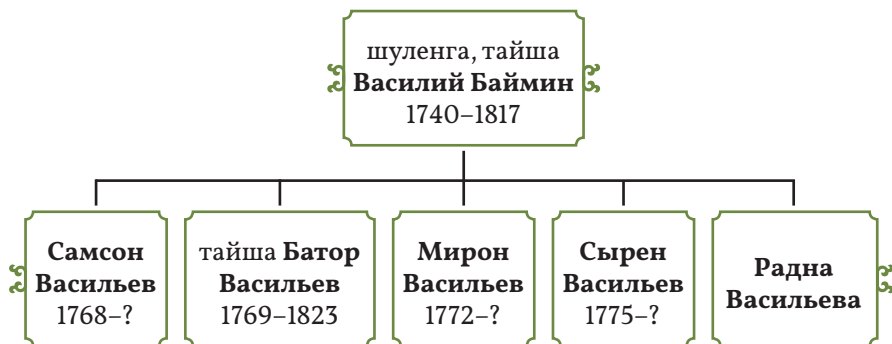 шуленга, тайша
Василий Баймин
1740–1817
Самсон
Васильев
1768–?
тайша Батор
Васильев
1769–1823
Мирон
Васильев
1772–?
Сырен
Васильев
1775–?
Радна
Васильева